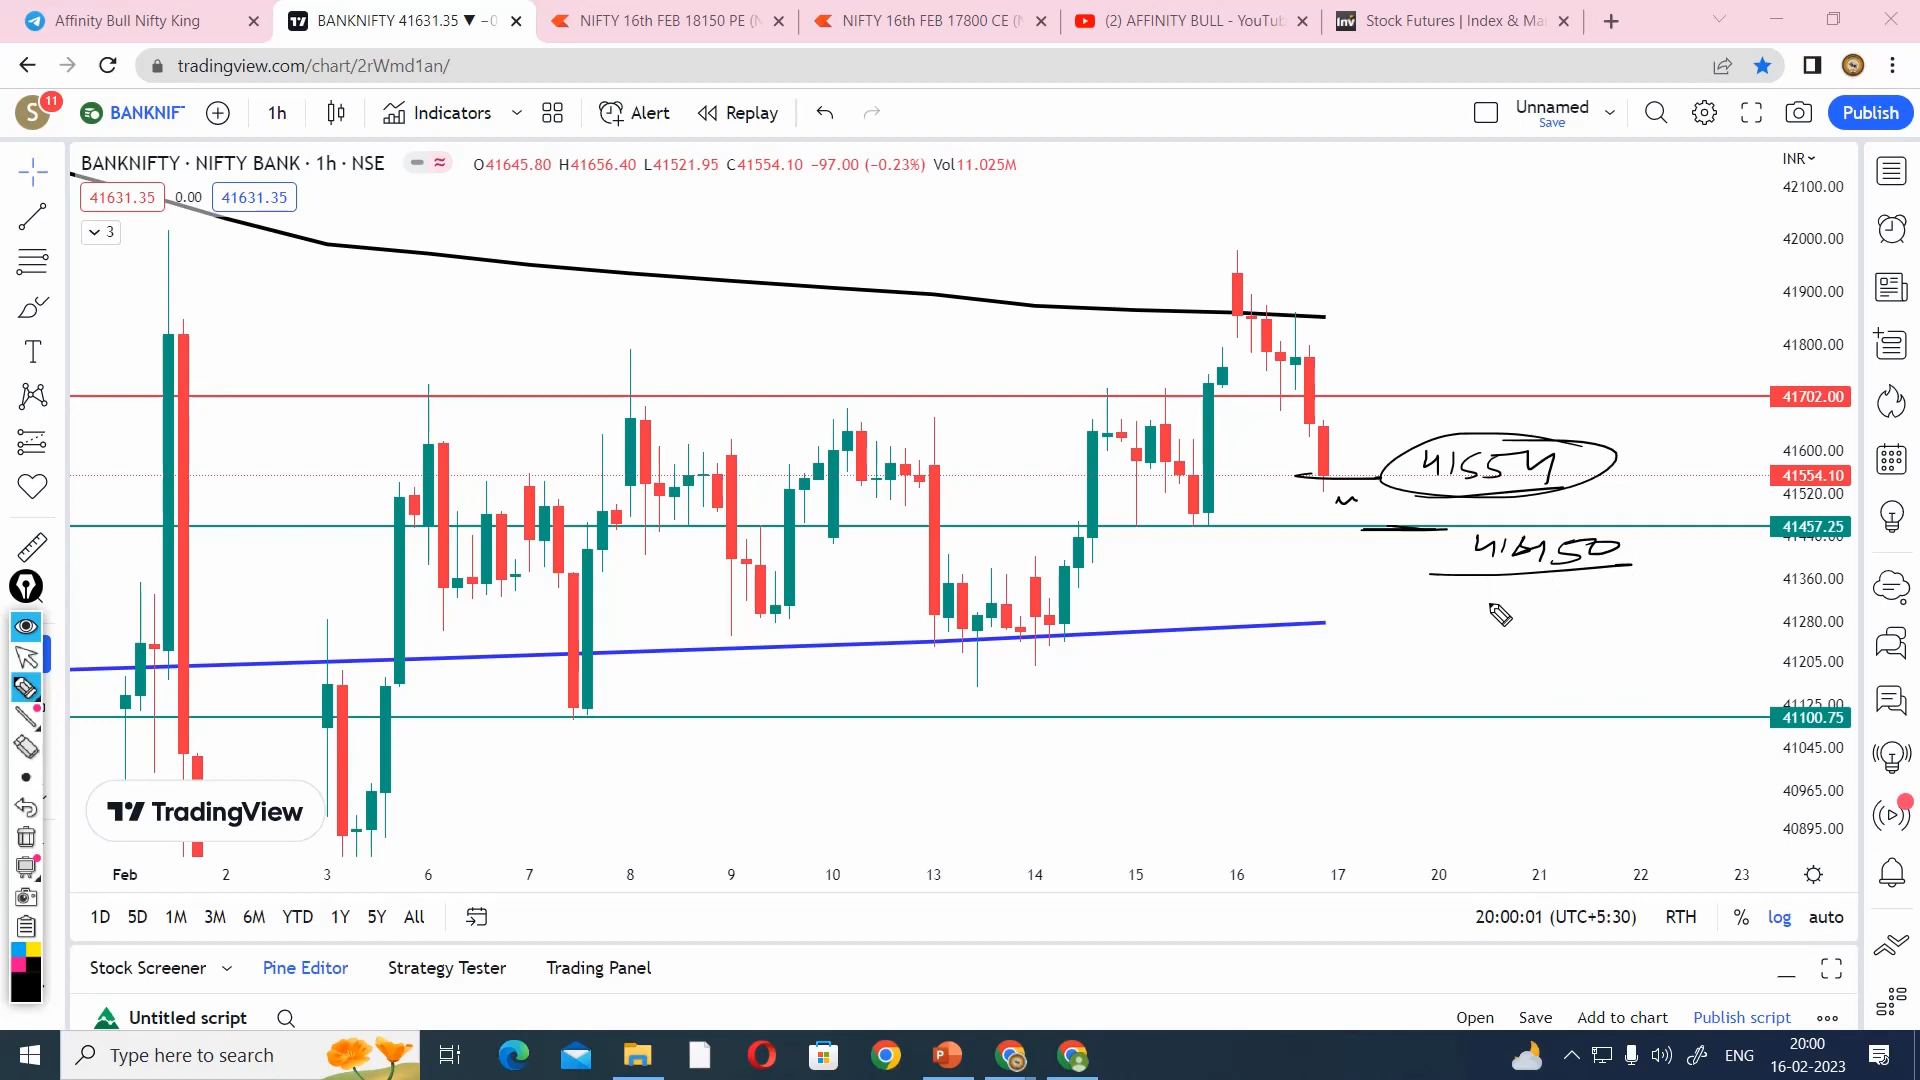 Affinity Bull Nifty King
BANKNIFTY 41631.35 ▼ −0
NIFTY 16th FEB 18150 PE (N
NIFTY 16th FEB 17800 CE (N
(2) AFFINITY BULL - YouTub
Stock Futures | Index & Ma
tradingview.com/chart/2rWmd1an/
S 11 BANKNIF 1h Indicators Alert Replay Unnamed Save Publish
BANKNIFTY · NIFTY BANK · 1h · NSE O41645.80 H41656.40 L41521.95 C41554.10 −97.00 (−0.23%) Vol11.025M INR
41631.35 0.00 41631.35
3
42100.00
42000.00
41900.00
41800.00
41702.00
41600.00
41554
41554.10
41520.00
41457.25
41440.00
41450
41360.00
41280.00
41205.00
41125.00
41100.75
41045.00
40965.00
40895.00
TradingView
Feb 2 3 6 7 8 9 10 13 14 15 16 17 20 21 22 23
1D 5D 1M 3M 6M YTD 1Y 5Y All 20:00:01 (UTC+5:30) RTH % log auto
Stock Screener Pine Editor Strategy Tester Trading Panel
Untitled script Open Save Add to chart Publish script
Type here to search ENG 20:00
16-02-2023